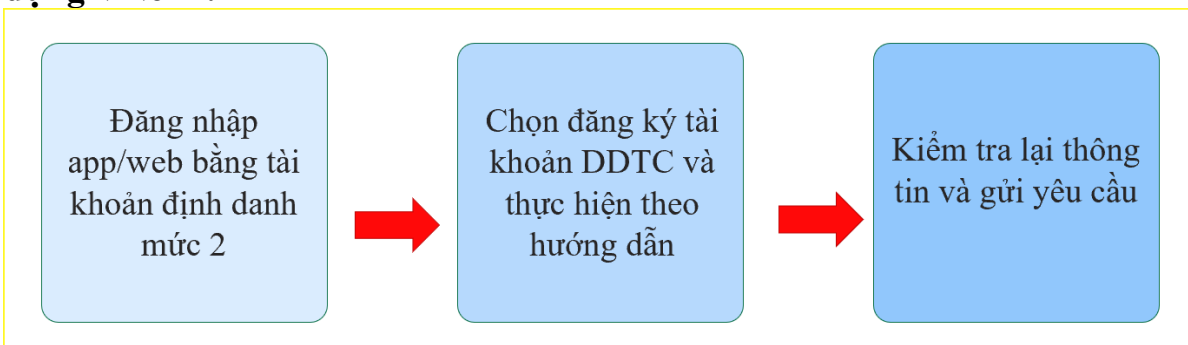 Đăng nhập
app/web bằng tài
khoản định danh
mức 2
Chọn đăng ký tài
khoản DDTC và
thực hiện theo
hướng dẫn
Kiểm tra lại thông
tin và gửi yêu cầu